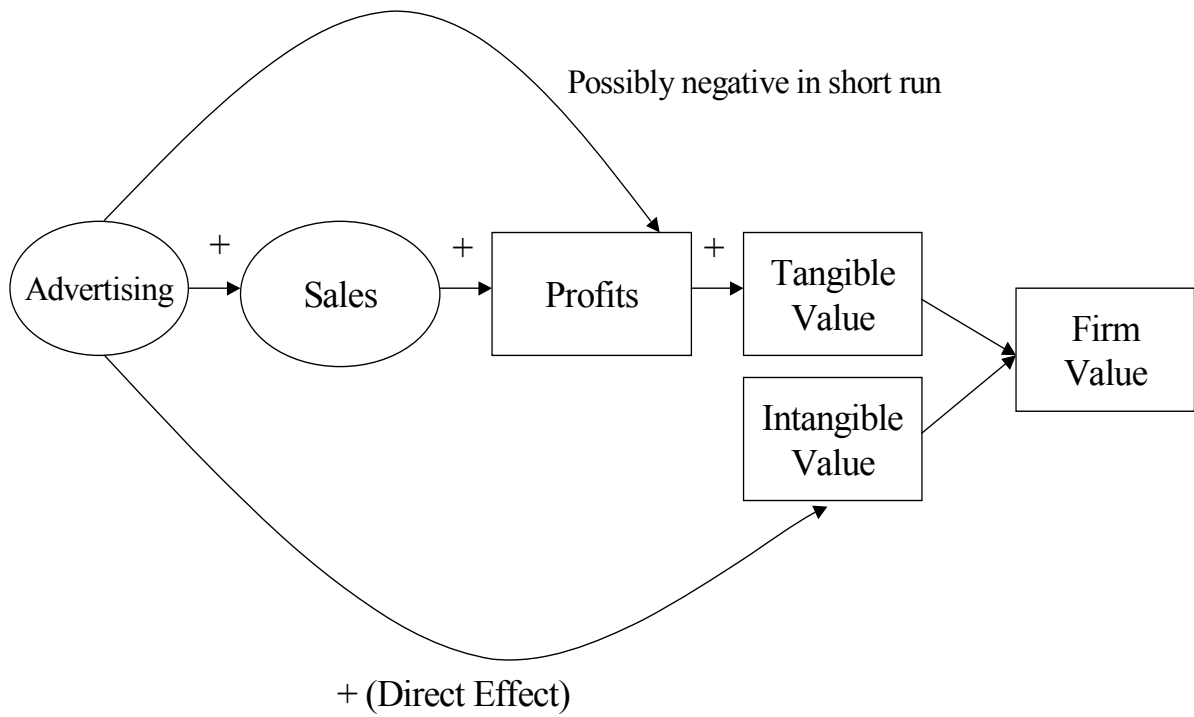 Possibly negative in short run
+
+
+
Advertising
Sales
Profits
Tangible
Value
Firm
Value
Intangible
Value
+ (Direct Effect)